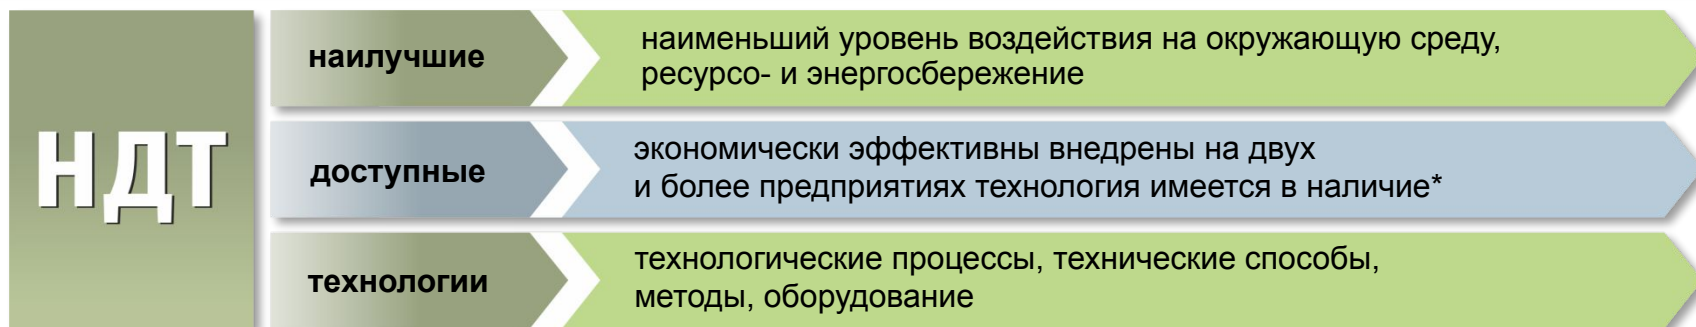 НДТ
наилучшие
наименьший уровень воздействия на окружающую среду,
ресурсо- и энергосбережение
доступные
экономически эффективны внедрены на двух
и более предприятиях технология имеется в наличие*
технологии
технологические процессы, технические способы,
методы, оборудование